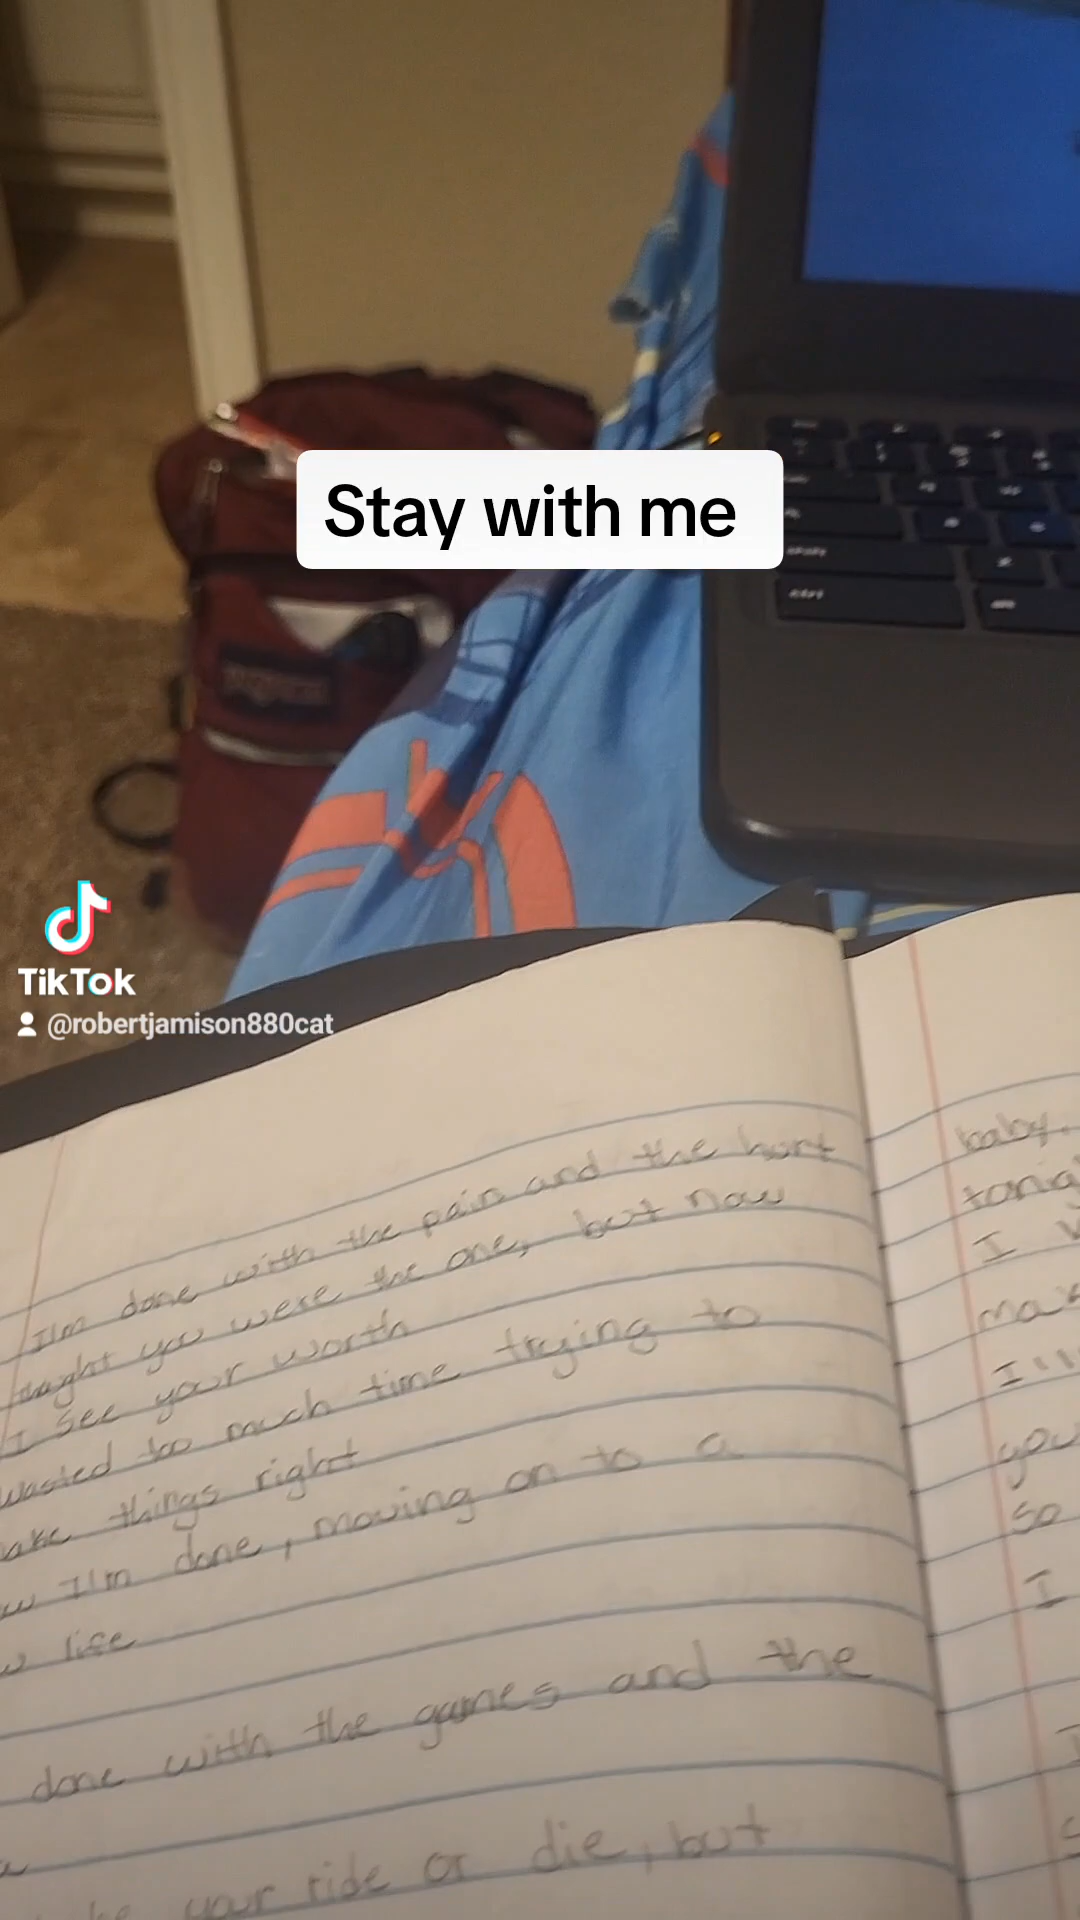 Stay with me
TikTok
@robertjamison880cat
I'm done with the pain and the hurt
thought you were the one, but now
I see your worth
wasted too much time trying to
make things right
I'm done, moving on to a
life
done with the games and the
your ride or die, but
baby.
I
I
you
so
I